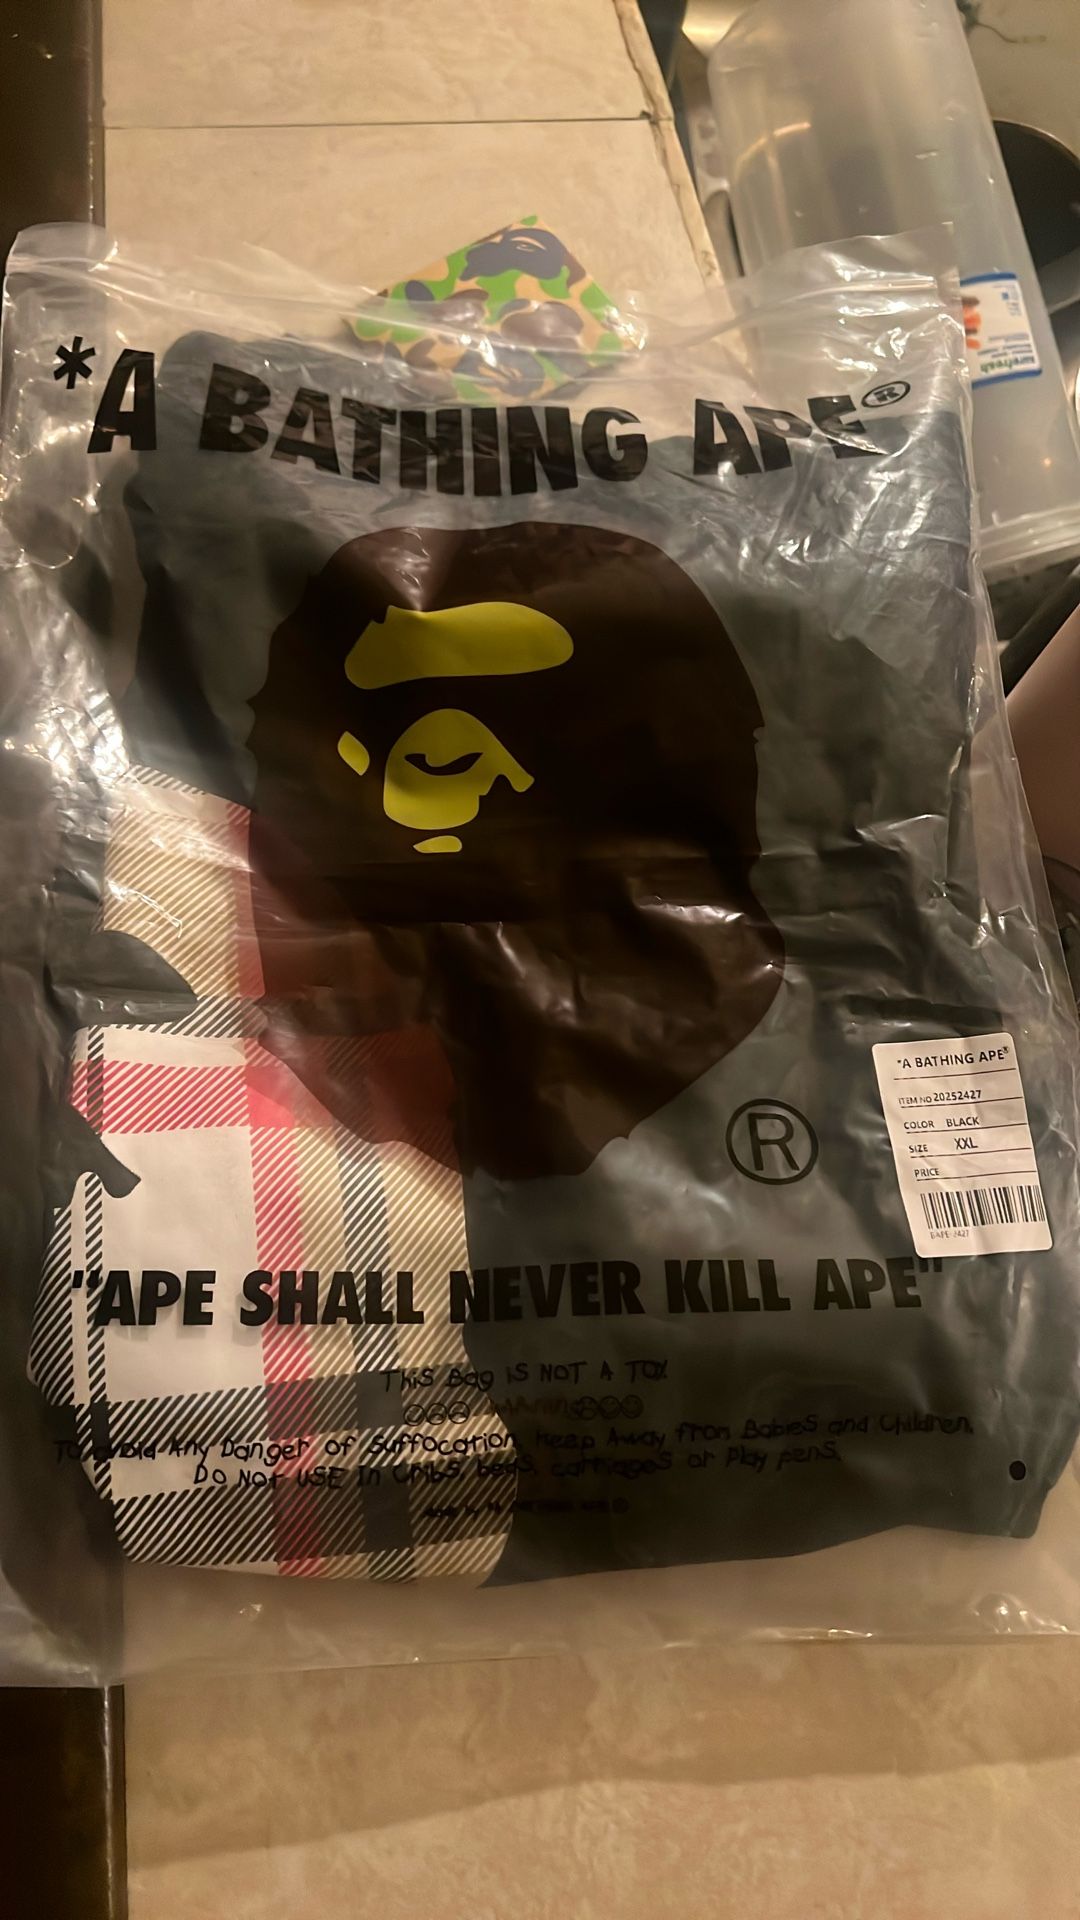 *A BATHING APE®
*A BATHING APE®
ITEM NO 20252427
COLOR BLACK
SIZE XXL
PRICE
BAPE-2427
®
"APE SHALL NEVER KILL APE"
THiS Bag IS NOT A TOY.
To avoid Any Danger of Suffocation, keep Away from Babies and Children.
DO NOT USE In Cribs, beds, carriages or Play pens.